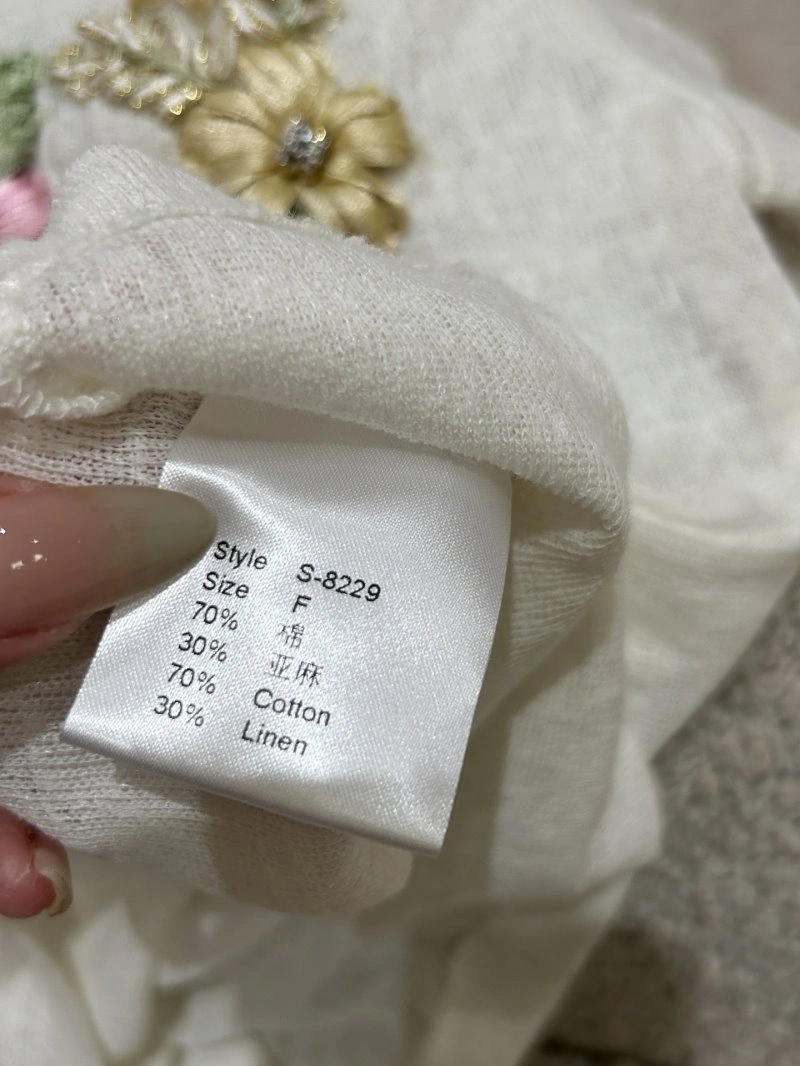 Style S-8229
Size F
70% 棉
30% 亚麻
70% Cotton
30% Linen